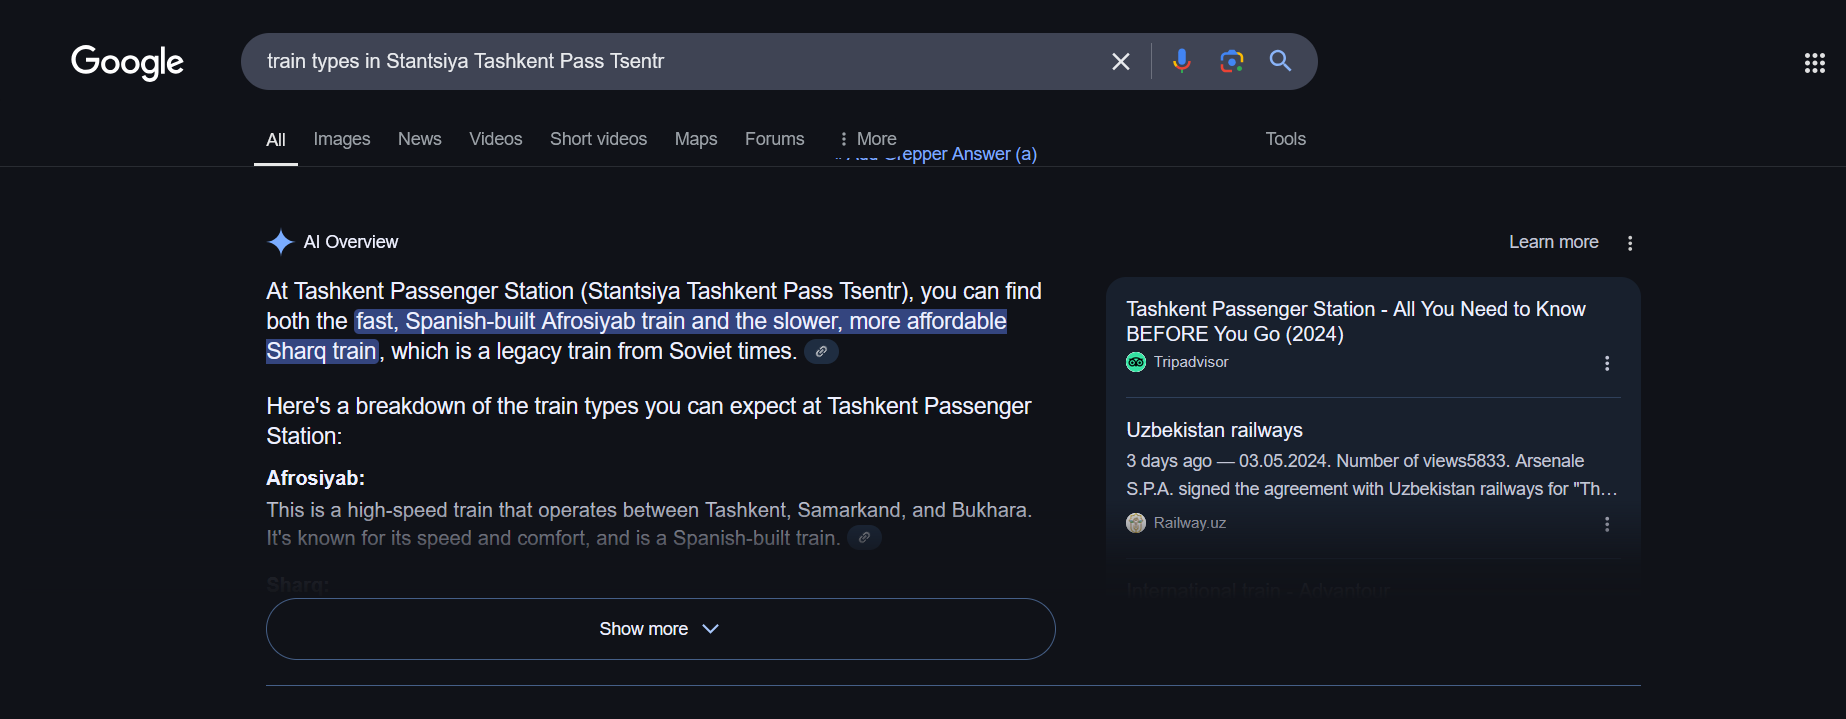 Google
train types in Stantsiya Tashkent Pass Tsentr
All Images News Videos Short videos Maps Forums More Tools
Add Grepper Answer (a)
AI Overview
Learn more
At Tashkent Passenger Station (Stantsiya Tashkent Pass Tsentr), you can find
both the fast, Spanish-built Afrosiyab train and the slower, more affordable
Sharq train, which is a legacy train from Soviet times.
Here's a breakdown of the train types you can expect at Tashkent Passenger
Station:
Afrosiyab:
This is a high-speed train that operates between Tashkent, Samarkand, and Bukhara.
It's known for its speed and comfort, and is a Spanish-built train.
Sharq:
Show more
Tashkent Passenger Station - All You Need to Know
BEFORE You Go (2024)
Tripadvisor
Uzbekistan railways
3 days ago — 03.05.2024. Number of views5833. Arsenale
S.P.A. signed the agreement with Uzbekistan railways for "Th...
Railway.uz
International train - Advantour